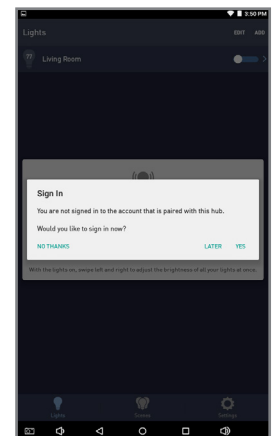 3:50 PM
Lights EDIT ADD
Living Room
Sign In
You are not signed in to the account that is paired with this hub.
Would you like to sign in now?
NO THANKS LATER YES
With the lights on, swipe left and right to adjust the brightness of all your lights at once.
Lights Scenes Settings